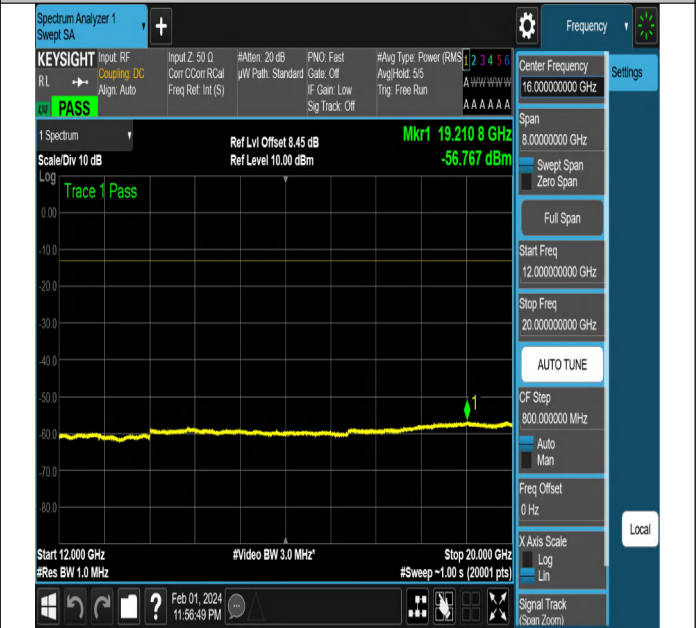 Spectrum Analyzer 1
Swept SA
+
Frequency
KEYSIGHT
RL
PASS
Input: RF
Coupling: DC
Align: Auto
Input Z: 50 Ω
Corr CCorr RCal
Freq Ref: Int (S)
#Atten: 20 dB
µW Path: Standard
PNO: Fast
Gate: Off
IF Gain: Low
Sig Track: Off
#Avg Type: Power (RMS
Avg|Hold: 5/5
Trig: Free Run
1 2 3 4 5 6
A W W W W W
A A A A A A
1 Spectrum
Scale/Div 10 dB
Ref Lvl Offset 8.45 dB
Ref Level 10.00 dBm
Mkr1 19.210 8 GHz
-56.767 dBm
Log
Trace 1 Pass
0.00
-10.0
-20.0
-30.0
-40.0
-50.0
-60.0
-70.0
-80.0
1
Start 12.000 GHz
#Res BW 1.0 MHz
#Video BW 3.0 MHz*
Stop 20.000 GHz
#Sweep ~1.00 s (20001 pts)
Feb 01, 2024
11:56:49 PM
?
Center Frequency
16.000000000 GHz
Settings
Span
8.00000000 GHz
Swept Span
Zero Span
Full Span
Start Freq
12.000000000 GHz
Stop Freq
20.000000000 GHz
AUTO TUNE
CF Step
800.000000 MHz
Auto
Man
Freq Offset
0 Hz
X Axis Scale
Log
Lin
Local
Signal Track
(Span Zoom)